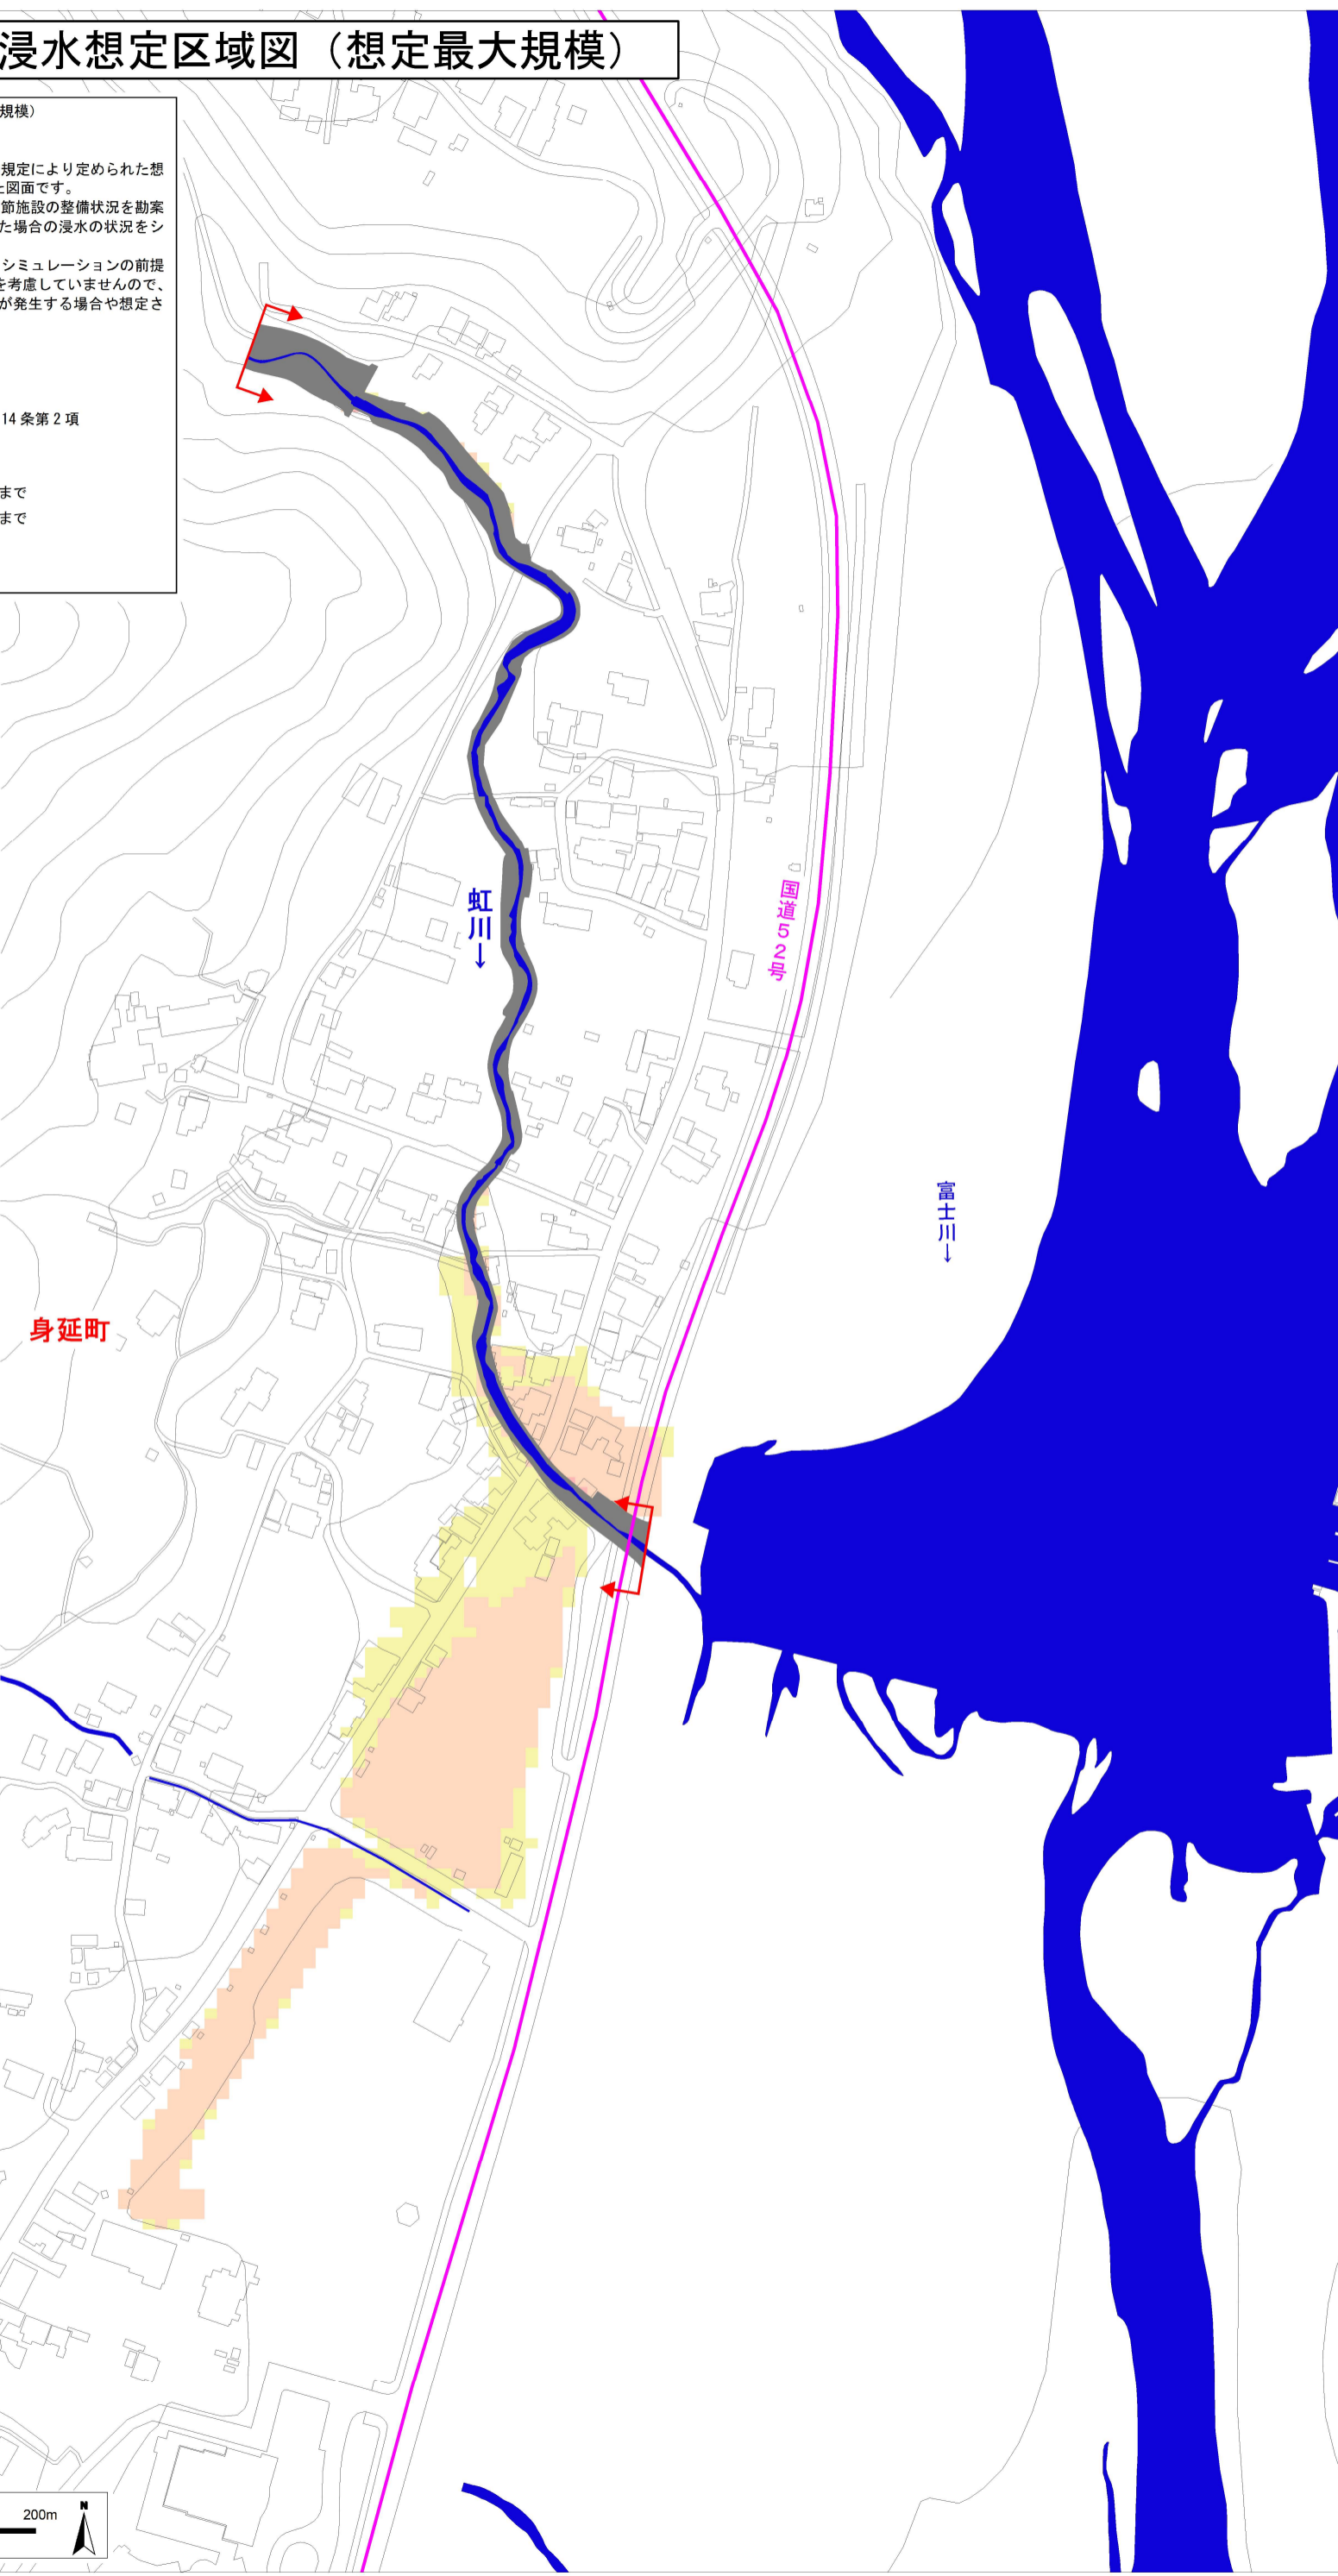 浸水想定区域図（想定最大規模）
規模）
規定により定められた想
た図面です。
節施設の整備状況を勘案
た場合の浸水の状況をシ
シミュレーションの前提
を考慮していませんので、
が発生する場合や想定さ
14 条第 2 項
まで
まで
虹川↓
国道５２号
富士川↓
身延町
200m
N